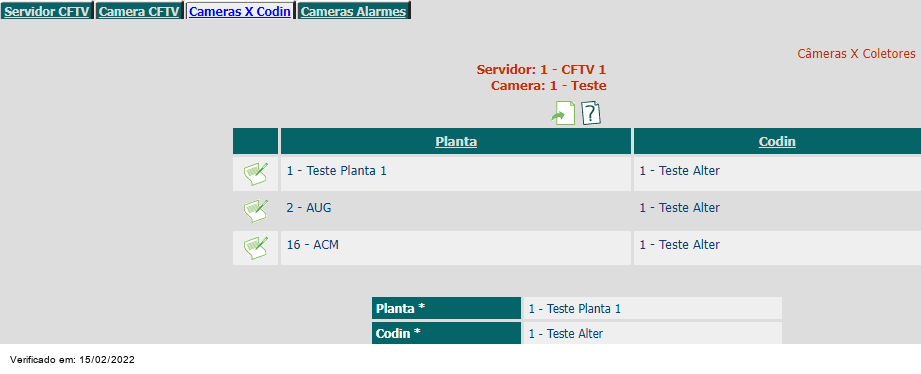 Servidor CFTV Camera CFTV Cameras X Codin Cameras Alarmes
Câmeras X Coletores
Servidor: 1 - CFTV 1
Camera: 1 - Teste
Planta Codin
1 - Teste Planta 1 1 - Teste Alter
2 - AUG 1 - Teste Alter
16 - ACM 1 - Teste Alter
Planta * 1 - Teste Planta 1
Codin * 1 - Teste Alter
Verificado em: 15/02/2022